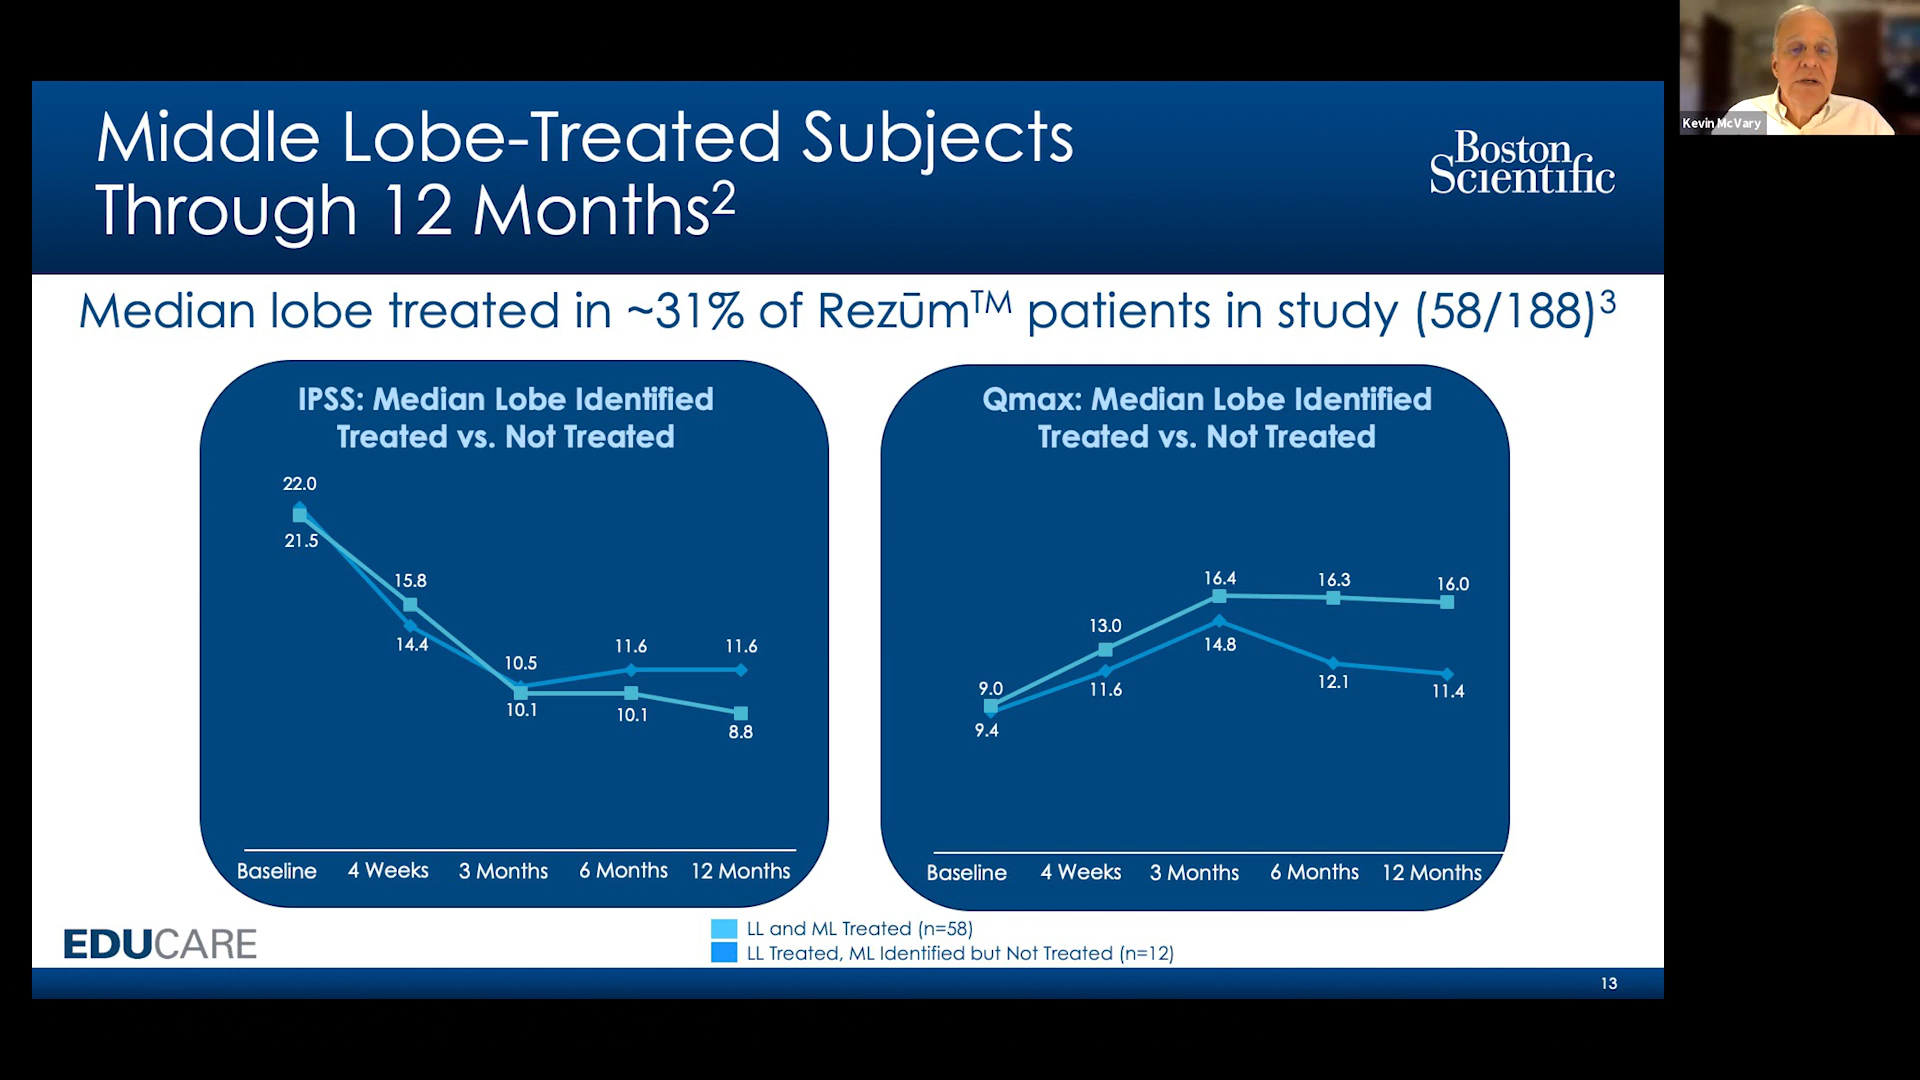 Kevin McVary
Middle Lobe-Treated Subjects
Through 12 Months²
Boston
Scientific
Median lobe treated in ~31% of Rezūm™ patients in study (58/188)³
IPSS: Median Lobe Identified
Treated vs. Not Treated
22.0
21.5
15.8
14.4
10.5
10.1
11.6
10.1
11.6
8.8
Baseline 4 Weeks 3 Months 6 Months 12 Months
Qmax: Median Lobe Identified
Treated vs. Not Treated
9.0
9.4
13.0
11.6
16.4
14.8
16.3
12.1
16.0
11.4
Baseline 4 Weeks 3 Months 6 Months 12 Months
LL and ML Treated (n=58)
LL Treated, ML Identified but Not Treated (n=12)
EDUCARE
13